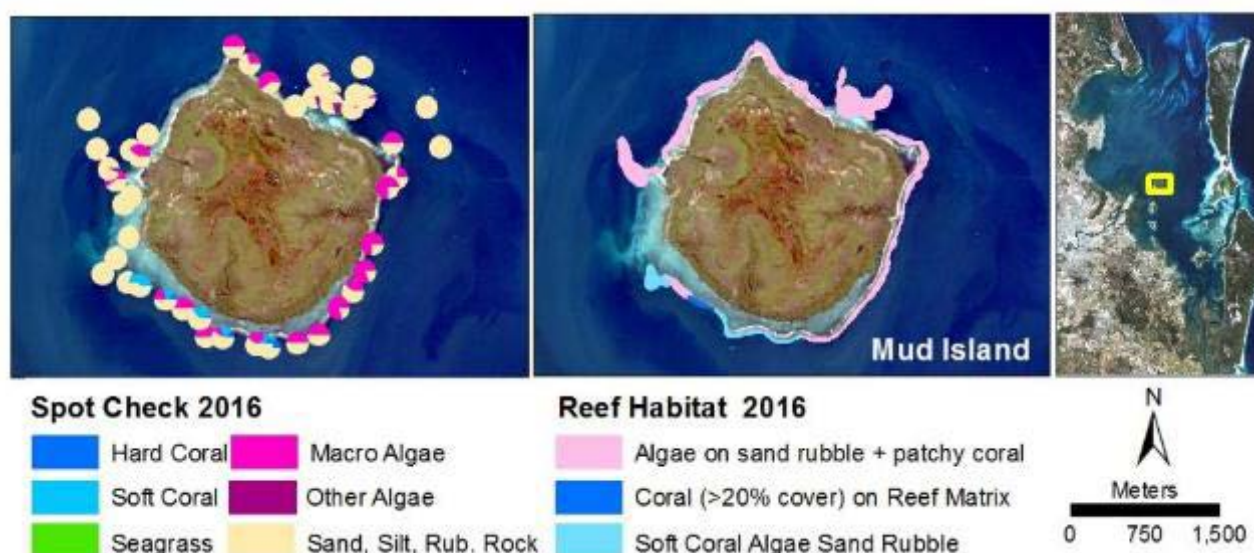 Mud Island
Spot Check 2016
Hard Coral
Macro Algae
Soft Coral
Other Algae
Seagrass
Sand, Silt, Rub. Rock
Reef Habitat 2016
Algae on sand rubble + patchy coral
Coral (>20% cover) on Reef Matrix
Soft Coral Algae Sand Rubble
N
Meters
0 750 1,500